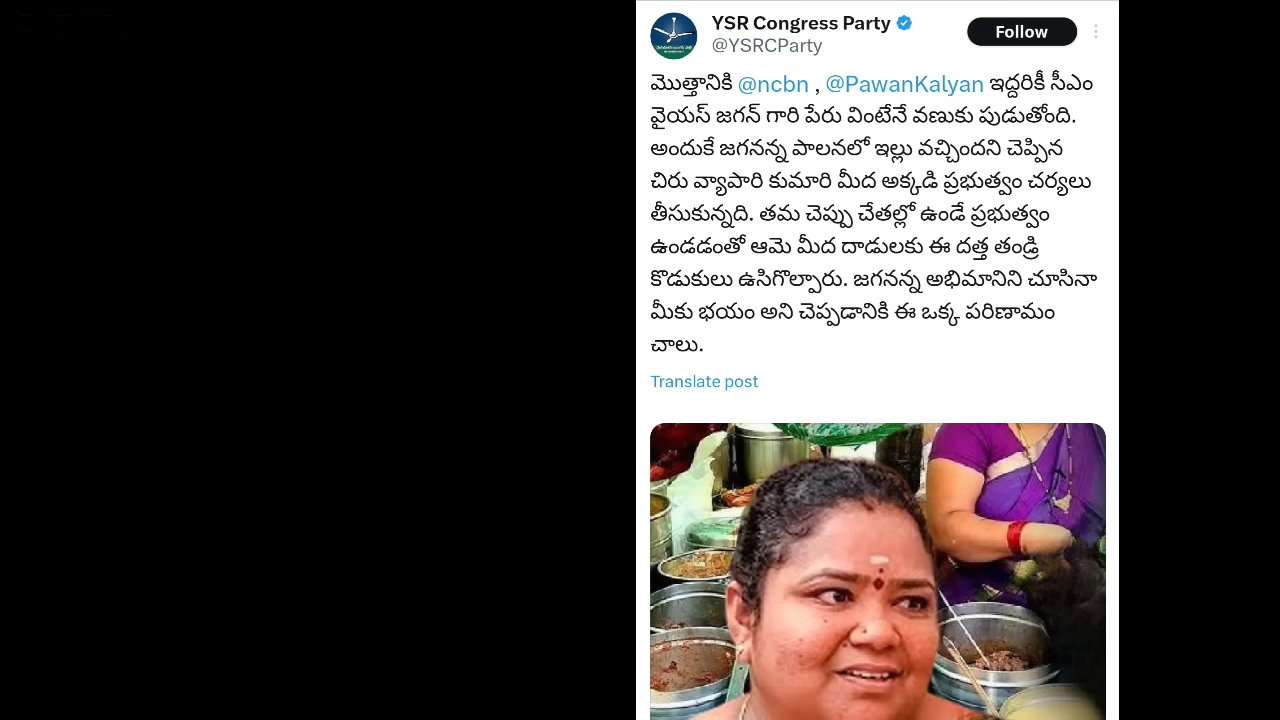 YSR Congress Party
@YSRCParty
Follow
మొత్తానికి @ncbn , @PawanKalyan ఇద్దరికీ సీఎం
వైయస్ జగన్ గారి పేరు వింటేనే వణుకు పుడుతోంది.
అందుకే జగనన్న పాలనలో ఇల్లు వచ్చిందని చెప్పిన
చిరు వ్యాపారి కుమారి మీద అక్కడి ప్రభుత్వం చర్యలు
తీసుకున్నది. తమ చెప్పు చేతల్లో ఉండే ప్రభుత్వం
ఉండడంతో ఆమె మీద దాడులకు ఈ దత్త తండ్రి
కొడుకులు ఉసిగొల్పారు. జగనన్న అభిమానిని చూసినా
మీకు భయం అని చెప్పడానికి ఈ ఒక్క పరిణామం
చాలు.
Translate post